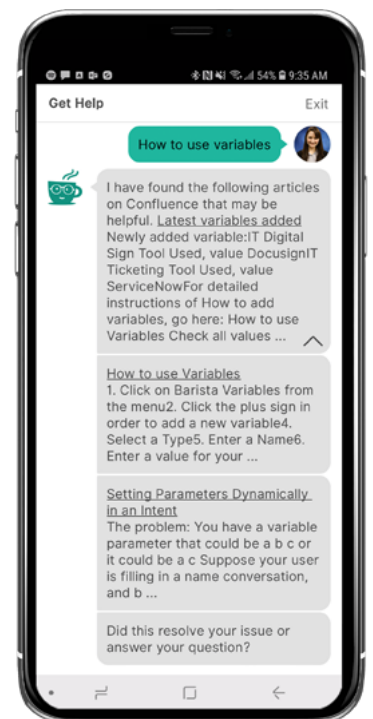 54% 9:35 AM
Get Help
Exit
How to use variables
I have found the following articles
on Confluence that may be
helpful. Latest variables added
Newly added variable:IT Digital
Sign Tool Used, value DocusignIT
Ticketing Tool Used, value
ServiceNowFor detailed
instructions of How to add
variables, go here: How to use
Variables Check all values ...
How to use Variables
1. Click on Barista Variables from
the menu2. Click the plus sign in
order to add a new variable4.
Select a Type5. Enter a Name6.
Enter a value for your ...
Setting Parameters Dynamically
in an Intent
The problem: You have a variable
parameter that could be a b c or
it could be a c Suppose your user
is filling in a name conversation,
and b ...
Did this resolve your issue or
answer your question?